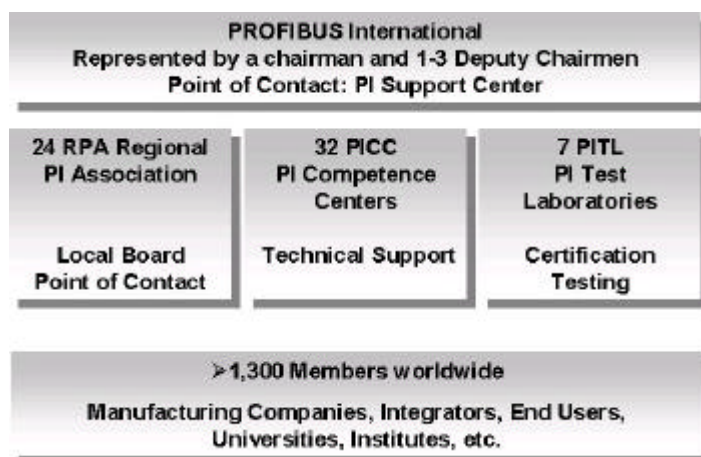 PROFIBUS International
Represented by a chairman and 1-3 Deputy Chairmen
Point of Contact: PI Support Center
24 RPA Regional
PI Association
Local Board
Point of Contact
32 PICC
PI Competence
Centers
Technical Support
7 PITL
PI Test
Laboratories
Certification
Testing
➢1,300 Members worldwide
Manufacturing Companies, Integrators, End Users,
Universities, Institutes, etc.